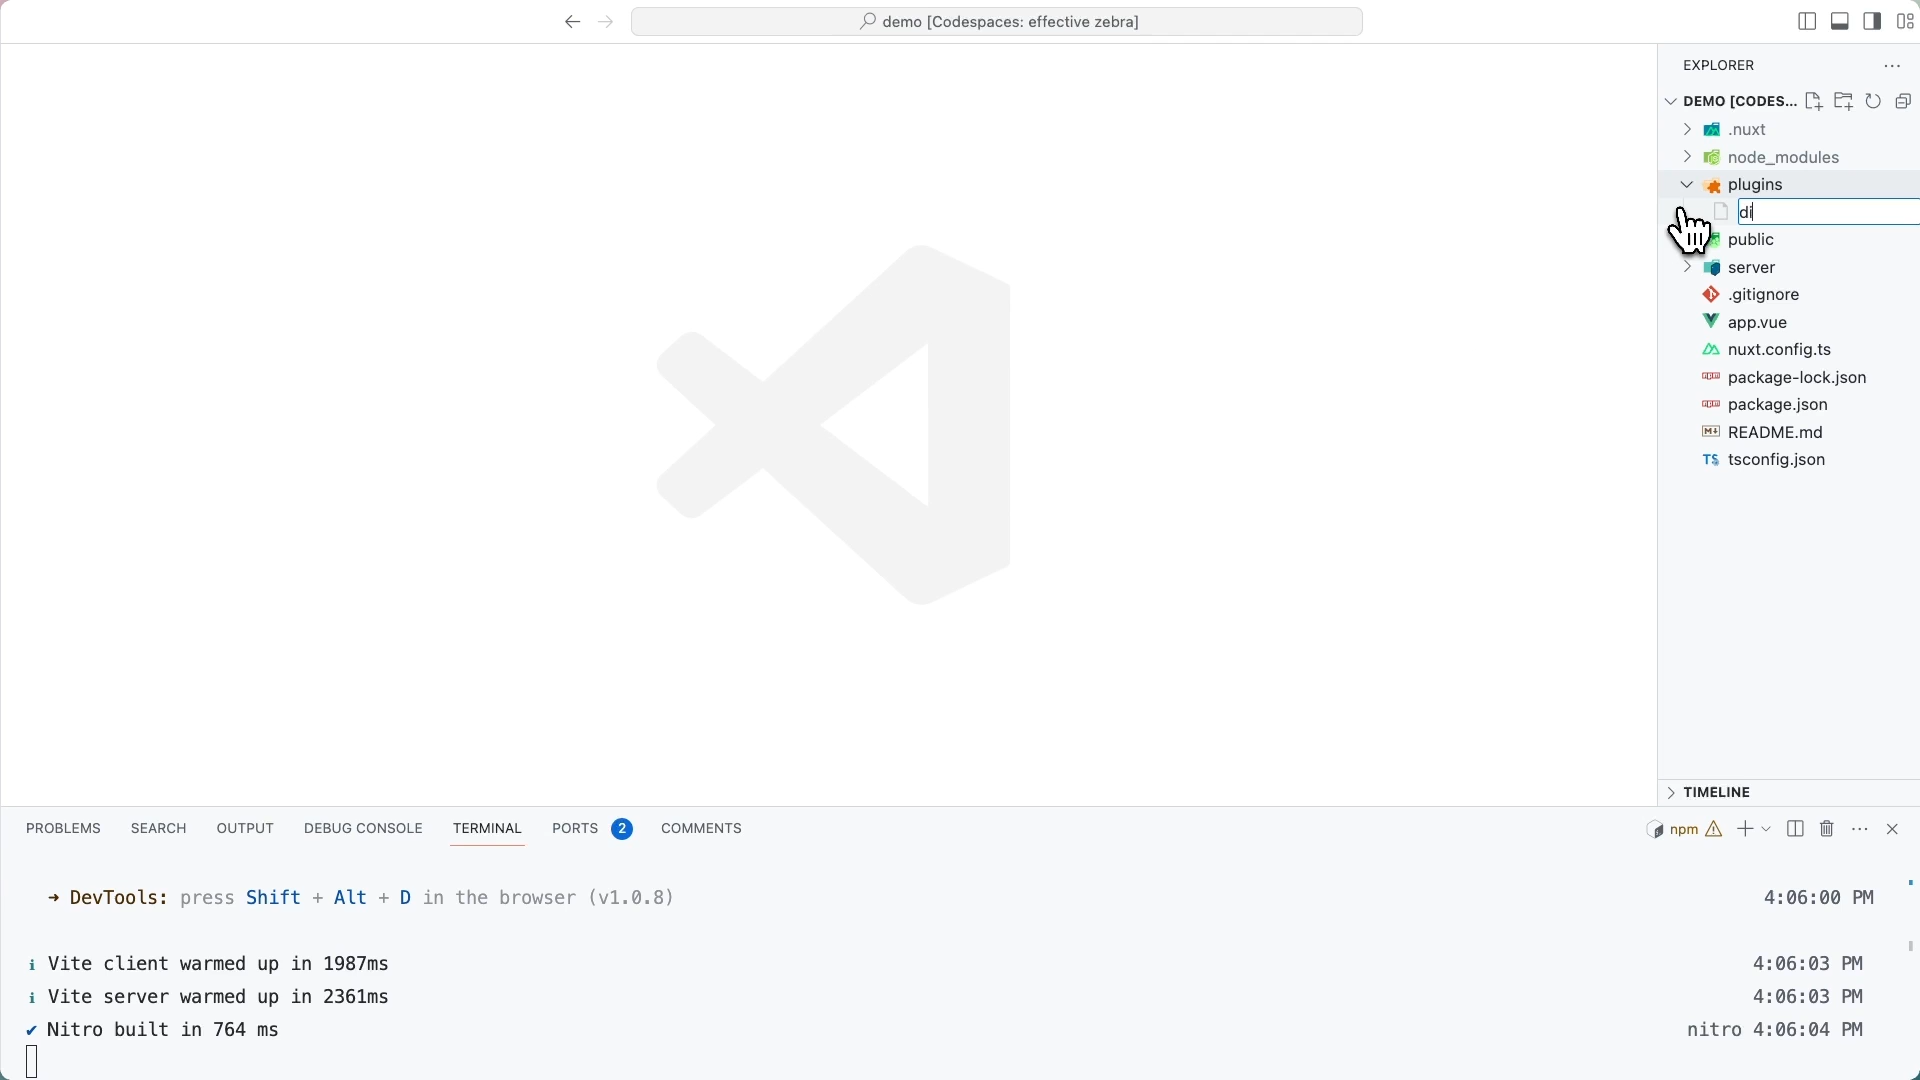 demo [Codespaces: effective zebra]
EXPLORER
DEMO [CODES...
.nuxt
node_modules
plugins
di
public
server
.gitignore
app.vue
nuxt.config.ts
package-lock.json
package.json
README.md
TS tsconfig.json
TIMELINE
PROBLEMS SEARCH OUTPUT DEBUG CONSOLE TERMINAL PORTS 2 COMMENTS npm
➜ DevTools: press Shift + Alt + D in the browser (v1.0.8) 4:06:00 PM
ℹ Vite client warmed up in 1987ms 4:06:03 PM
ℹ Vite server warmed up in 2361ms 4:06:03 PM
✔ Nitro built in 764 ms nitro 4:06:04 PM